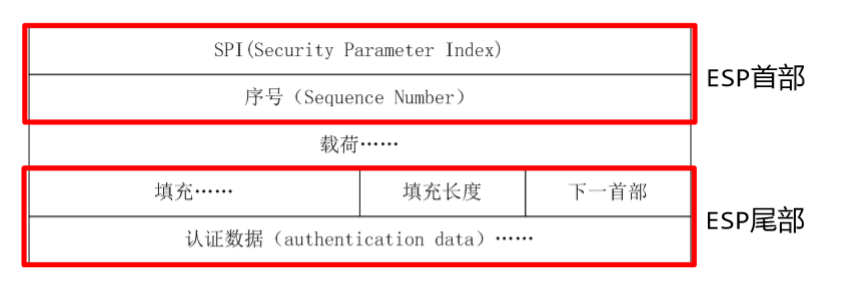 SPI(Security Parameter Index)
ESP首部
序号（Sequence Number）
载荷……
填充…… 填充长度 下一首部
ESP尾部
认证数据（authentication data）……